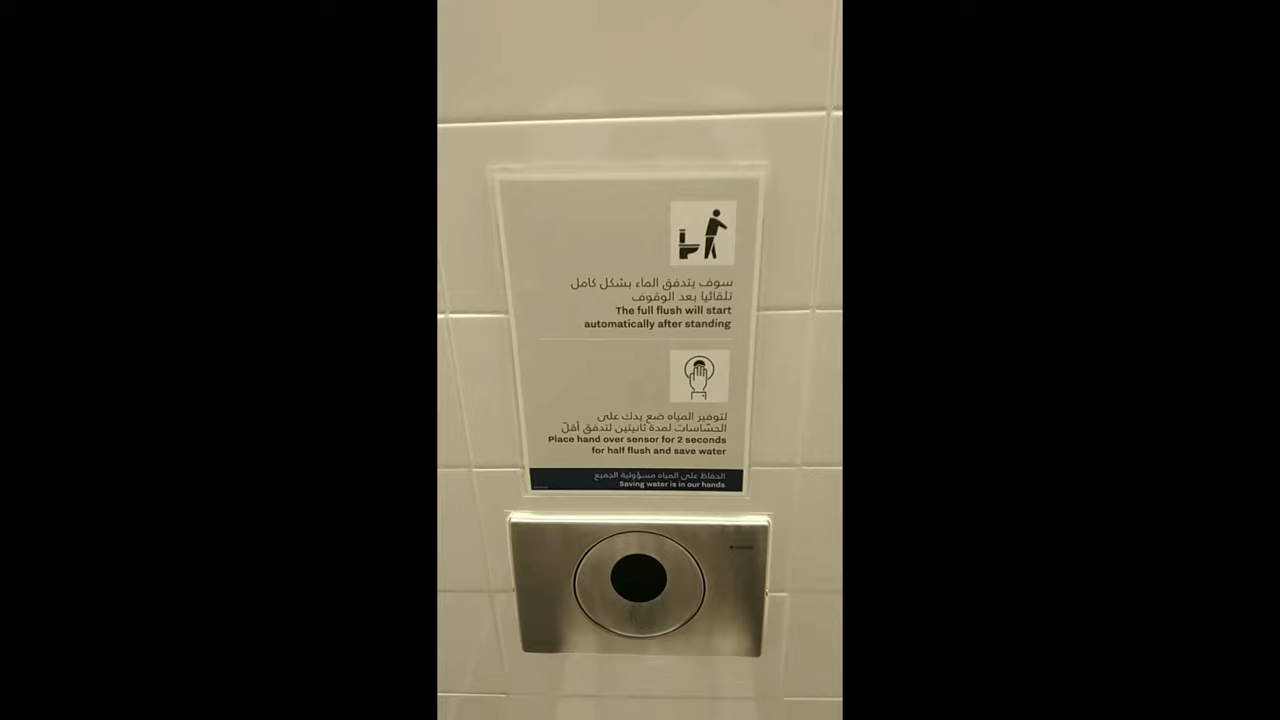 سوف يتدفق الماء بشكل كامل
تلقائيا بعد الوقوف
The full flush will start
automatically after standing
لتوفير المياه ضع يدك على
الحسّاسات لمدة ثانيتين لتدفق أقلّ
Place hand over sensor for 2 seconds
for half flush and save water
الحفاظ على المياه مسؤولية الجميع
Saving water is in our hands